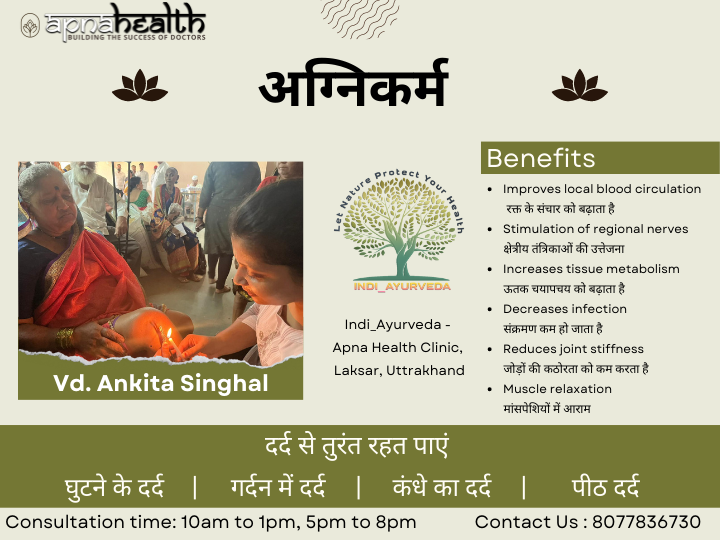 apnahealth
BUILDING THE SUCCESS OF DOCTORS
अग्निकर्म
Vd. Ankita Singhal
Let Nature Protect Your Health
INDI_AYURVEDA
Indi_Ayurveda -
Apna Health Clinic,
Laksar, Uttrakhand
Benefits
• Improves local blood circulation
रक्त के संचार को बढ़ाता है
• Stimulation of regional nerves
क्षेत्रीय तंत्रिकाओं की उत्तेजना
• Increases tissue metabolism
ऊतक चयापचय को बढ़ाता है
• Decreases infection
संक्रमण कम हो जाता है
• Reduces joint stiffness
जोड़ों की कठोरता को कम करता है
• Muscle relaxation
मांसपेशियों में आराम
दर्द से तुरंत रहत पाएं
घुटने के दर्द | गर्दन में दर्द | कंधे का दर्द | पीठ दर्द
Consultation time: 10am to 1pm, 5pm to 8pm
Contact Us : 8077836730